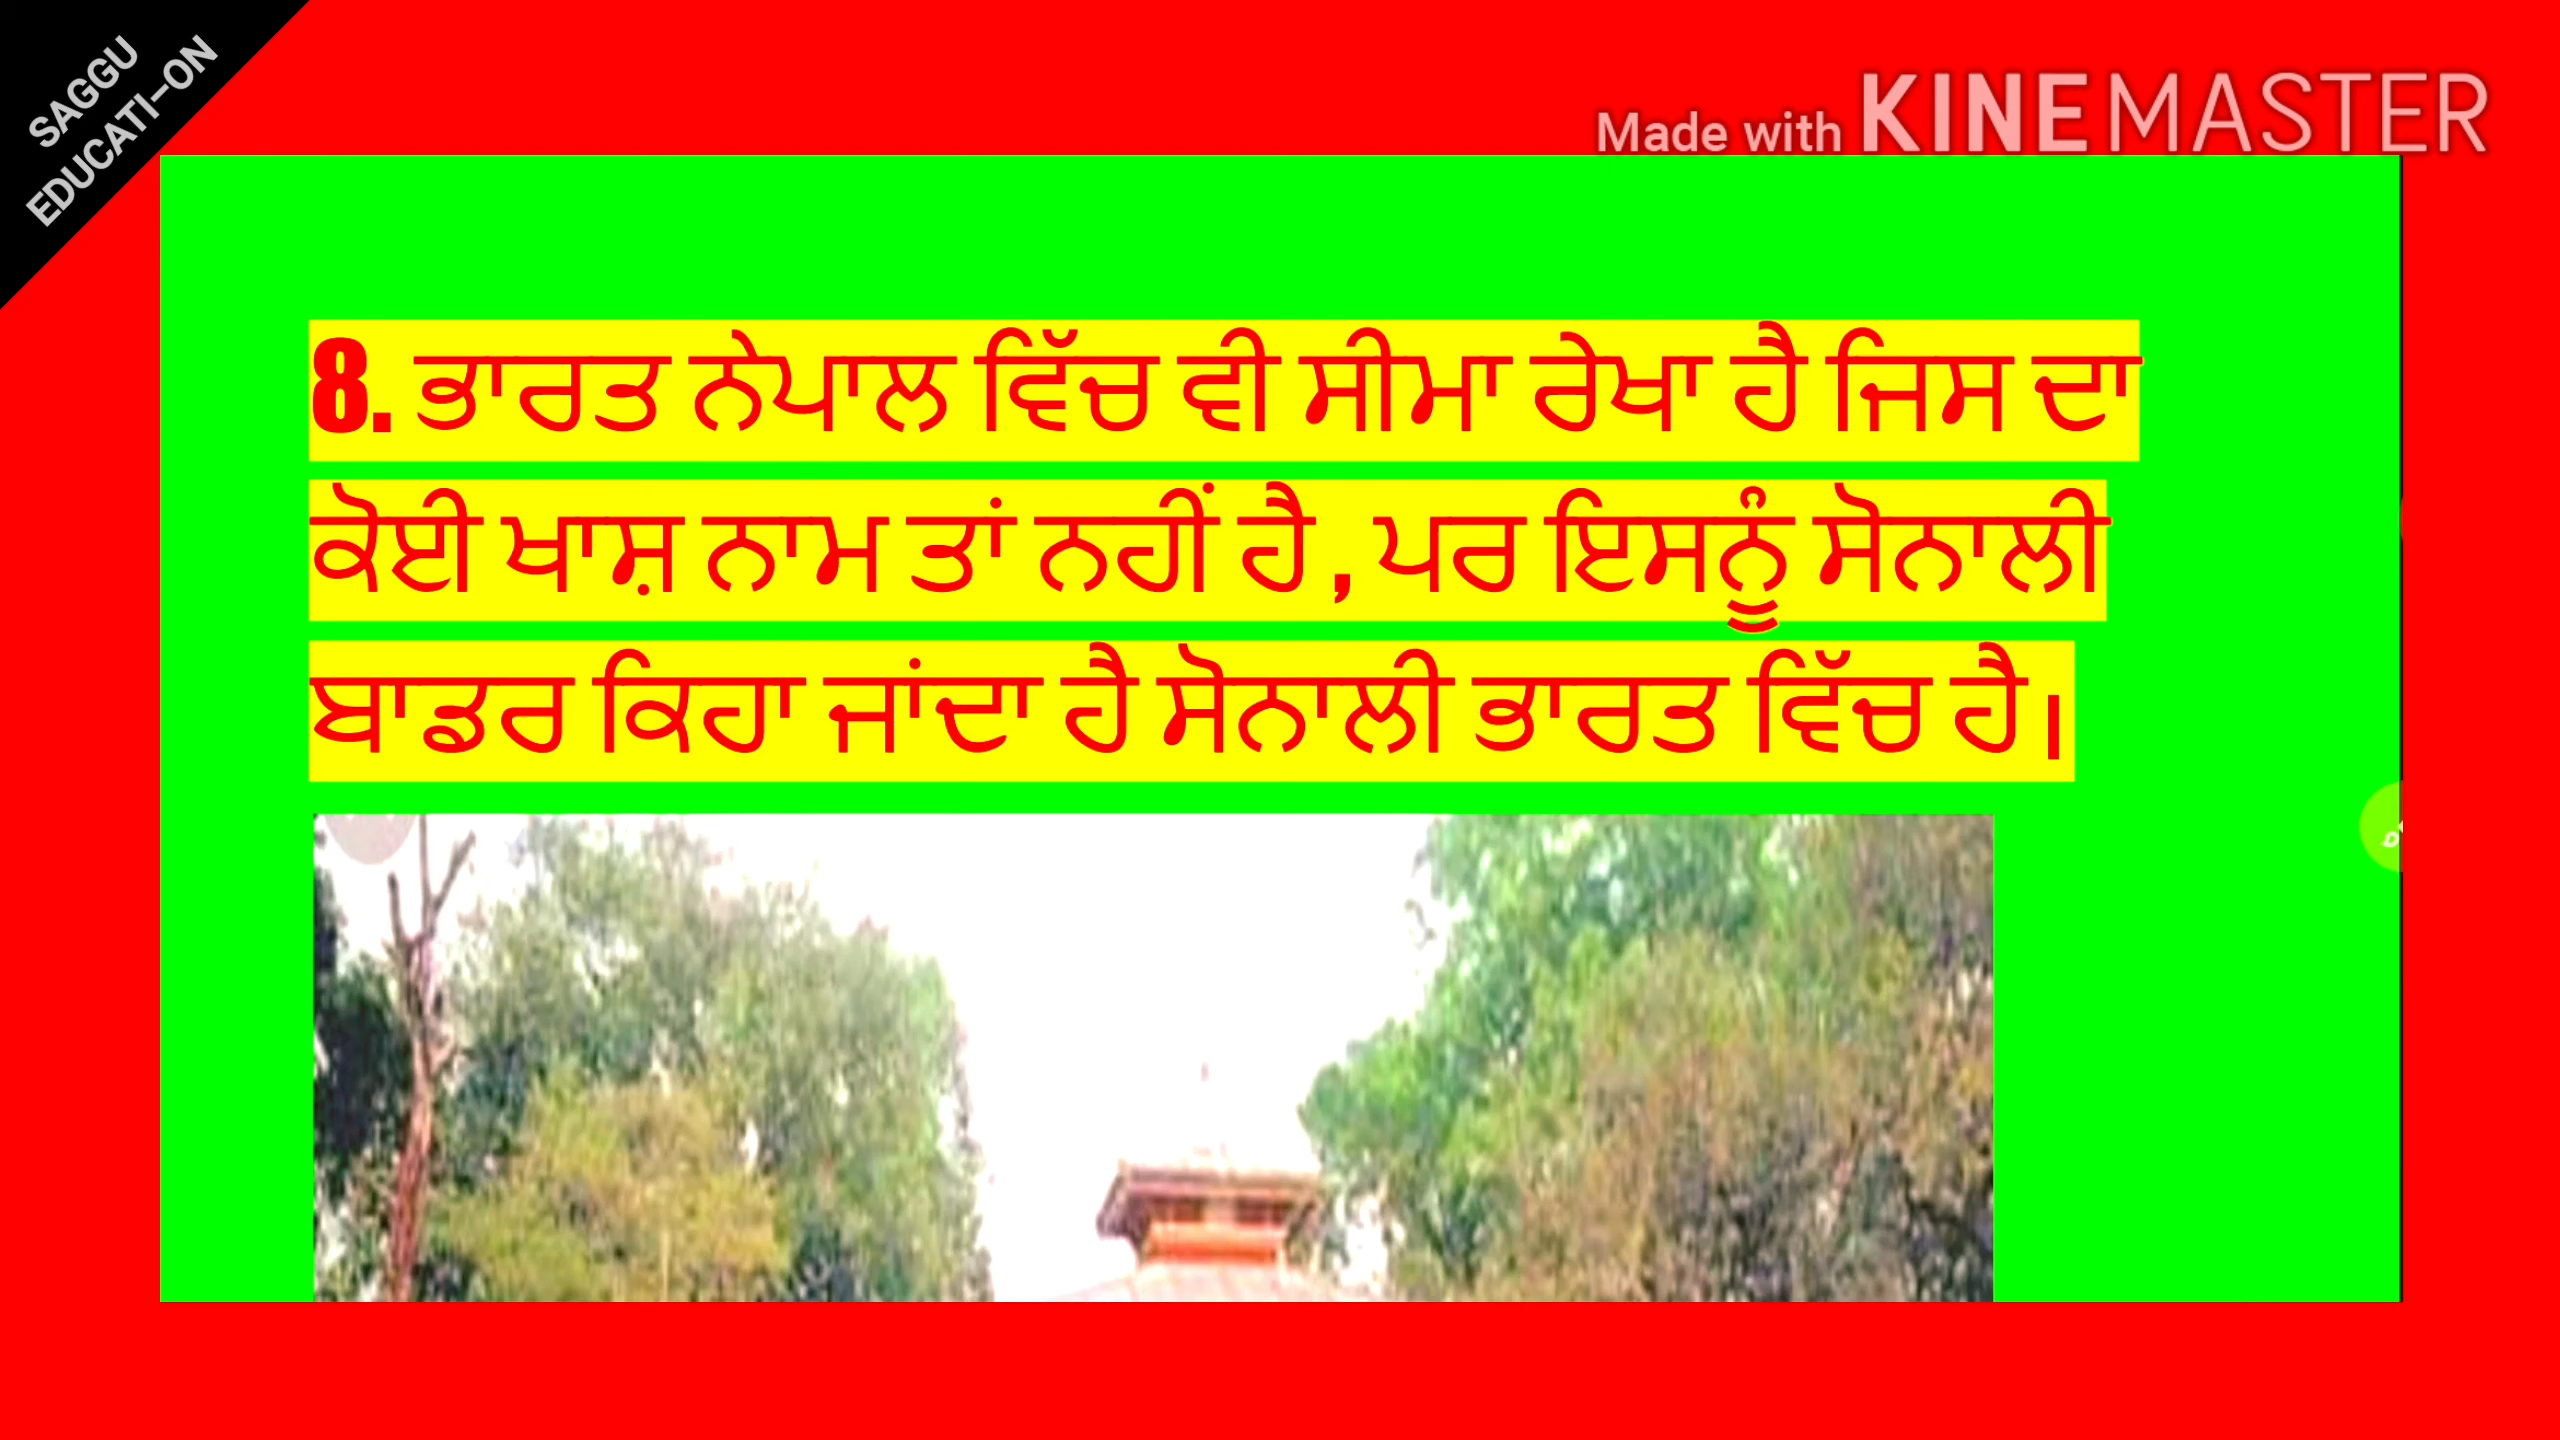 SAGGU
EDUCATI-ON
Made with KINEMASTER
8. ਭਾਰਤ ਨੇਪਾਲ ਵਿੱਚ ਵੀ ਸੀਮਾ ਰੇਖਾ ਹੈ ਜਿਸ ਦਾ
ਕੋਈ ਖਾਸ਼ ਨਾਮ ਤਾਂ ਨਹੀਂ ਹੈ , ਪਰ ਇਸਨੂੰ ਸੋਨਾਲੀ
ਬਾਡਰ ਕਿਹਾ ਜਾਂਦਾ ਹੈ ਸੋਨਾਲੀ ਭਾਰਤ ਵਿੱਚ ਹੈ।